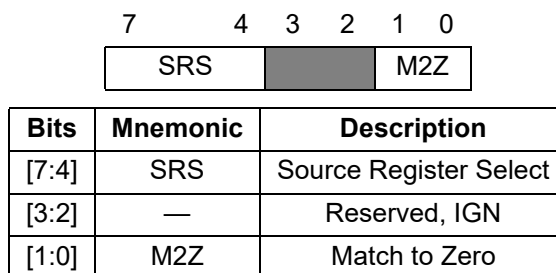 7 4 3 2 1 0
SRS M2Z
Bits Mnemonic Description
[7:4] SRS Source Register Select
[3:2] — Reserved, IGN
[1:0] M2Z Match to Zero